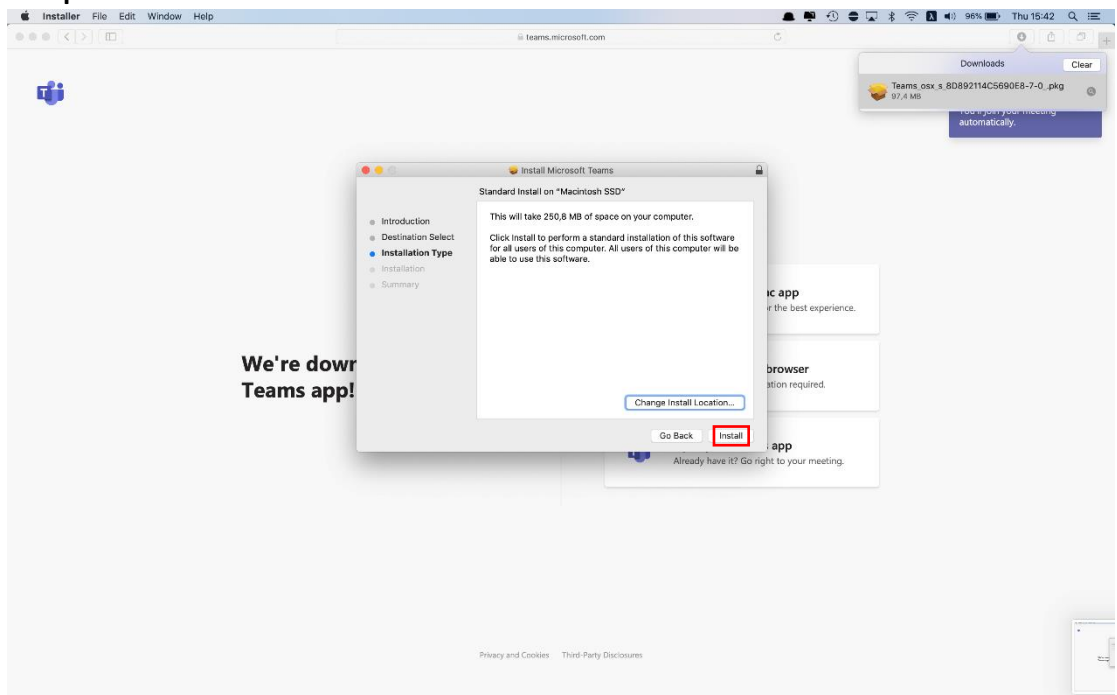 Installer File Edit Window Help 96% Thu 15:42
teams.microsoft.com
Downloads Clear
Teams_osx_s_8D892114C5690E8-7-0_.pkg
97,4 MB
automatically.
Install Microsoft Teams
Standard Install on “Macintosh SSD”
Introduction
Destination Select
Installation Type
Installation
Summary
This will take 250,8 MB of space on your computer.
Click Install to perform a standard installation of this software
for all users of this computer. All users of this computer will be
able to use this software.
Change Install Location...
Go Back Install
We're down
Teams app!
app
the best experience.
browser
required.
app
Already have it? Go right to your meeting.
Privacy and Cookies Third-Party Disclosures